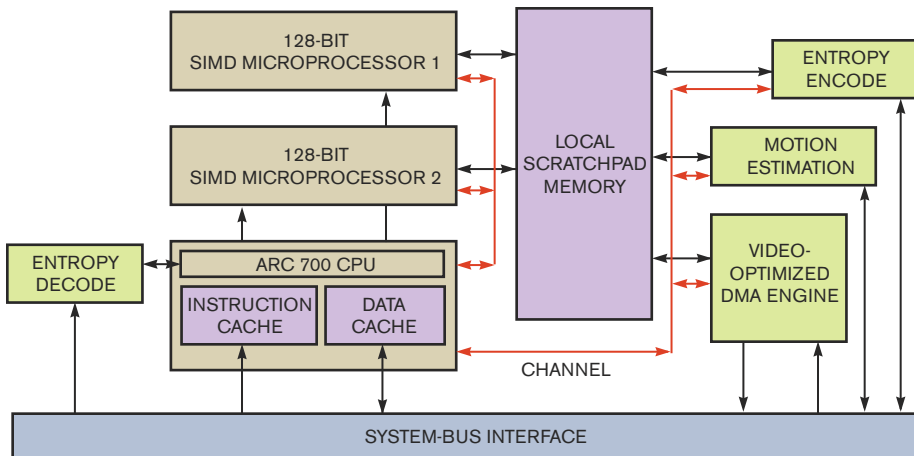 128-BIT
SIMD MICROPROCESSOR 1
128-BIT
SIMD MICROPROCESSOR 2
ARC 700 CPU
INSTRUCTION
CACHE
DATA
CACHE
ENTROPY
DECODE
LOCAL
SCRATCHPAD
MEMORY
ENTROPY
ENCODE
MOTION
ESTIMATION
VIDEO-
OPTIMIZED
DMA ENGINE
CHANNEL
SYSTEM-BUS INTERFACE